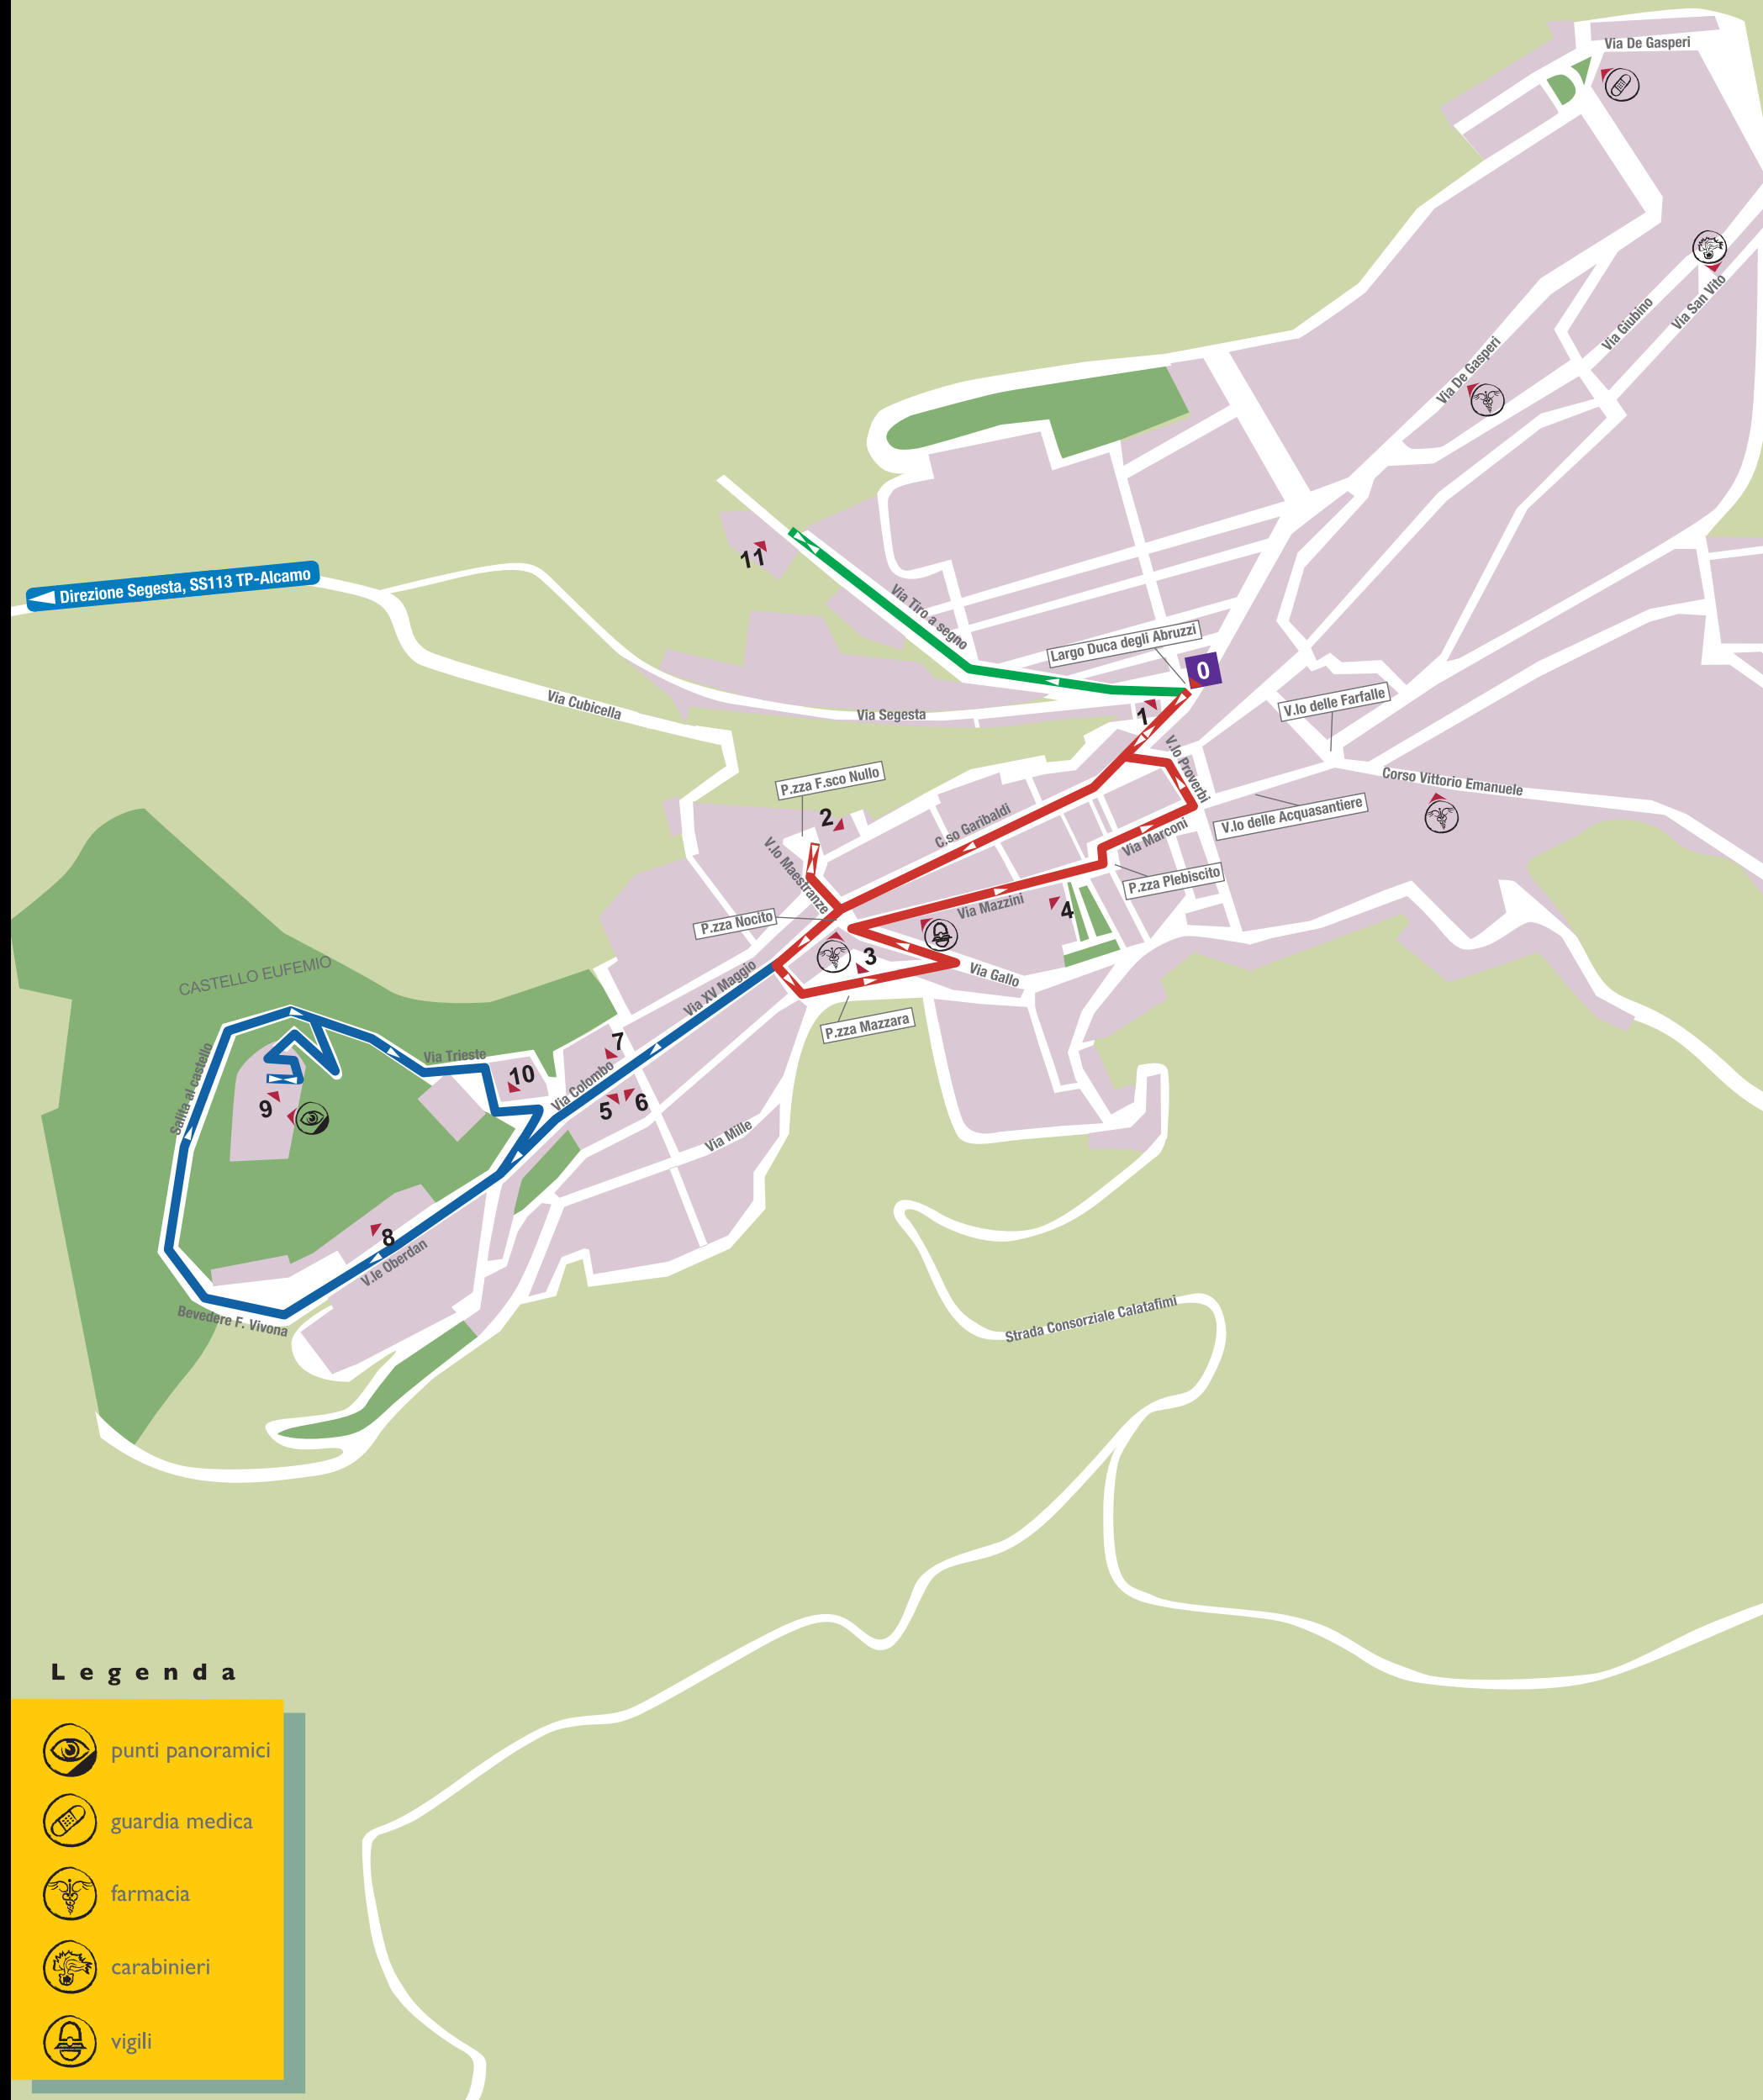 Via De Gasperi
Via San Vito
Via Giubino
Via De Gasperi
11
Direzione Segesta, SS113 TP-Alcamo
Via Tiro a segno
Largo Duca degli Abruzzi
0
V.lo delle Farfalle
Via Cubicella
Via Segesta
1
V.lo Proverbi
P.zza F.sco Nullo
Corso Vittorio Emanuele
2
C.so Garibaldi
V.lo delle Acquasantiere
Via Marconi
V.lo Maestranze
P.zza Plebiscito
Via Mazzini
4
P.zza Nocito
3
CASTELLO EUFEMIO
Via XV Maggio
Via Gallo
P.zza Mazzara
7
Via Trieste
10
Via Colombo
Salita al castello
9
5
6
Via Mille
8
V.le Oberdan
Bevedere F. Vivona
Strada Consorziale Calatafimi
Legenda
punti panoramici
guardia medica
farmacia
carabinieri
vigili